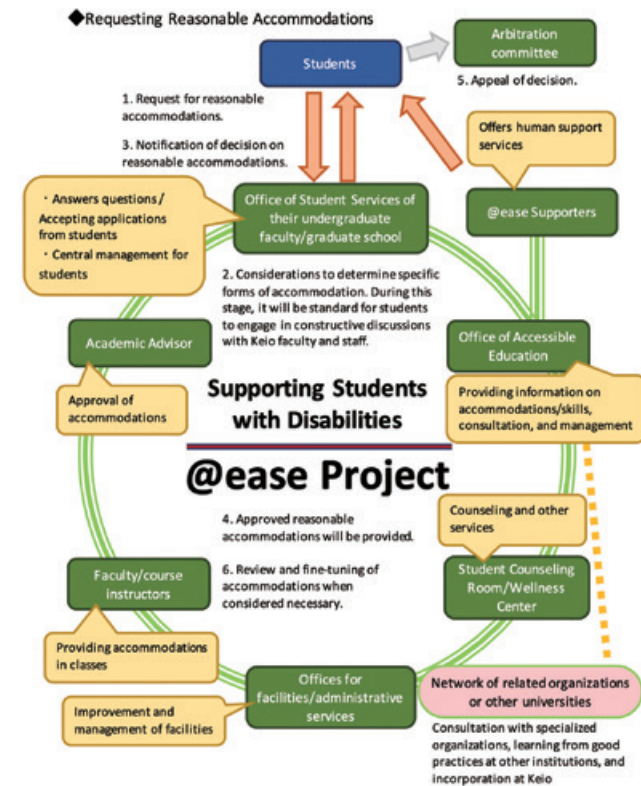 ◆Requesting Reasonable Accommodations
Students
Arbitration
committee
5. Appeal of decision.
1. Request for reasonable
accommodations.
3. Notification of decision on
reasonable accommodations.
Offers human support
services
@ease Supporters
・Answers questions/
Accepting applications
from students
・Central management for
students
Office of Student Services of
their undergraduate
faculty/graduate school
2. Considerations to determine specific
forms of accommodation. During this
stage, it will be standard for students
to engage in constructive discussions
with Keio faculty and staff.
Academic Advisor
Approval of
accommodations
Office of Accessible
Education
Providing information on
accommodations/skills,
consultation, and management
Supporting Students
with Disabilities
@ease Project
4. Approved reasonable
accommodations will be provided.
6. Review and fine-tuning of
accommodations when
considered necessary.
Counseling and other
services
Student Counseling
Room/Wellness
Center
Faculty/course
instructors
Providing accommodations
in classes
Offices for
facilities/administrative
services
Improvement and
management of facilities
Network of related organizations
or other universities
Consultation with specialized
organizations, learning from good
practices at other institutions, and
incorporation at Keio